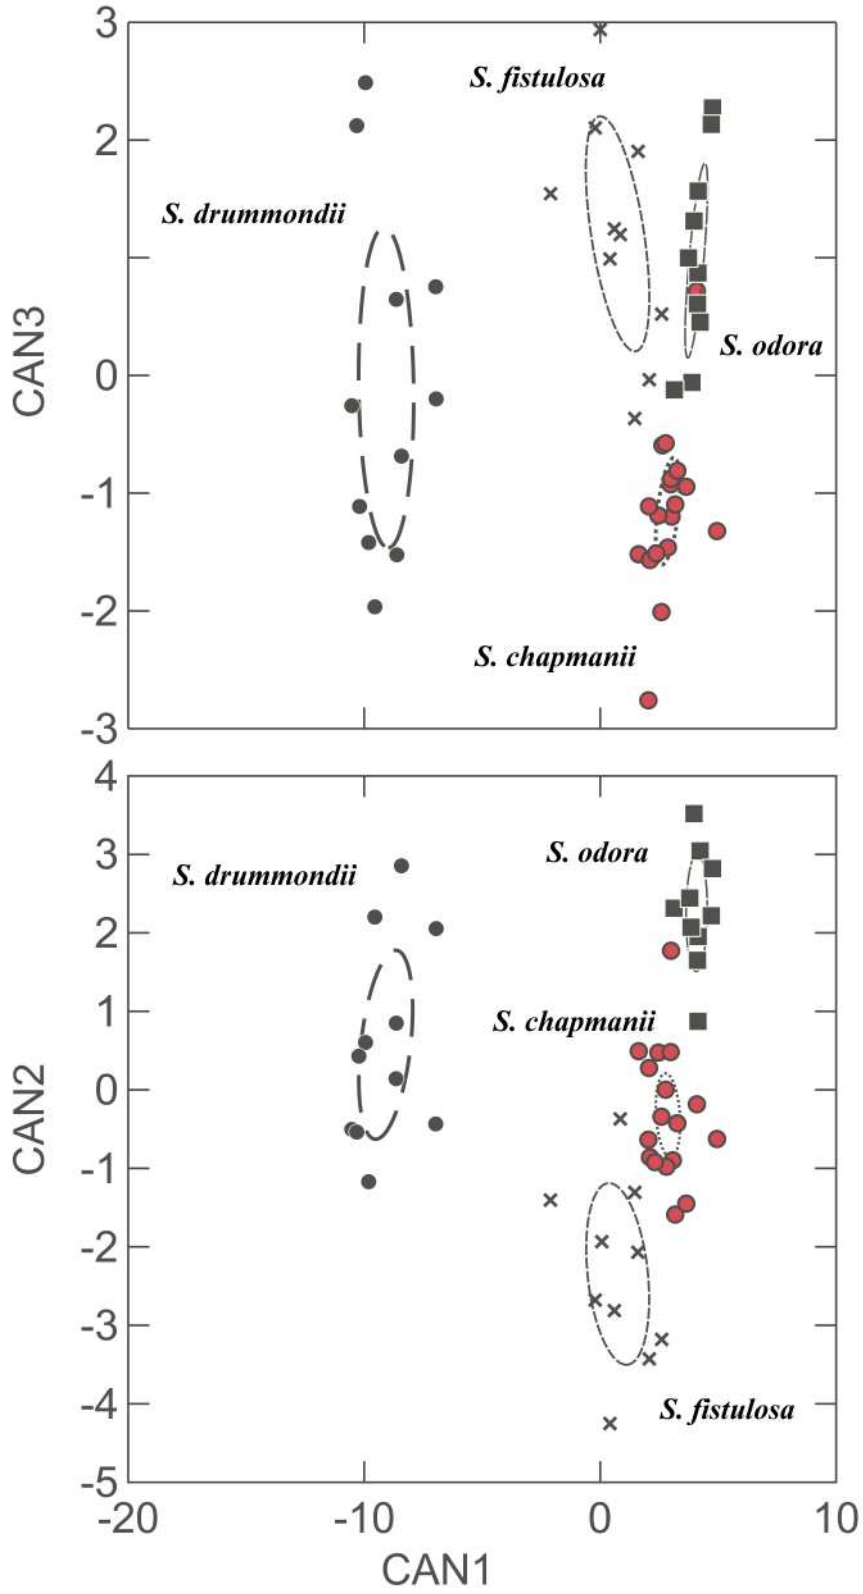 3
S. fistulosa
2
S. drummondii
CAN3
0
S. odora
-1
-2
S. chapmanii
-3
4
3
S. odora
S. drummondii
2
1
S. chapmanii
CAN2
0
-1
-2
-3
-4
S. fistulosa
-5
-20 -10 0 10
CAN1